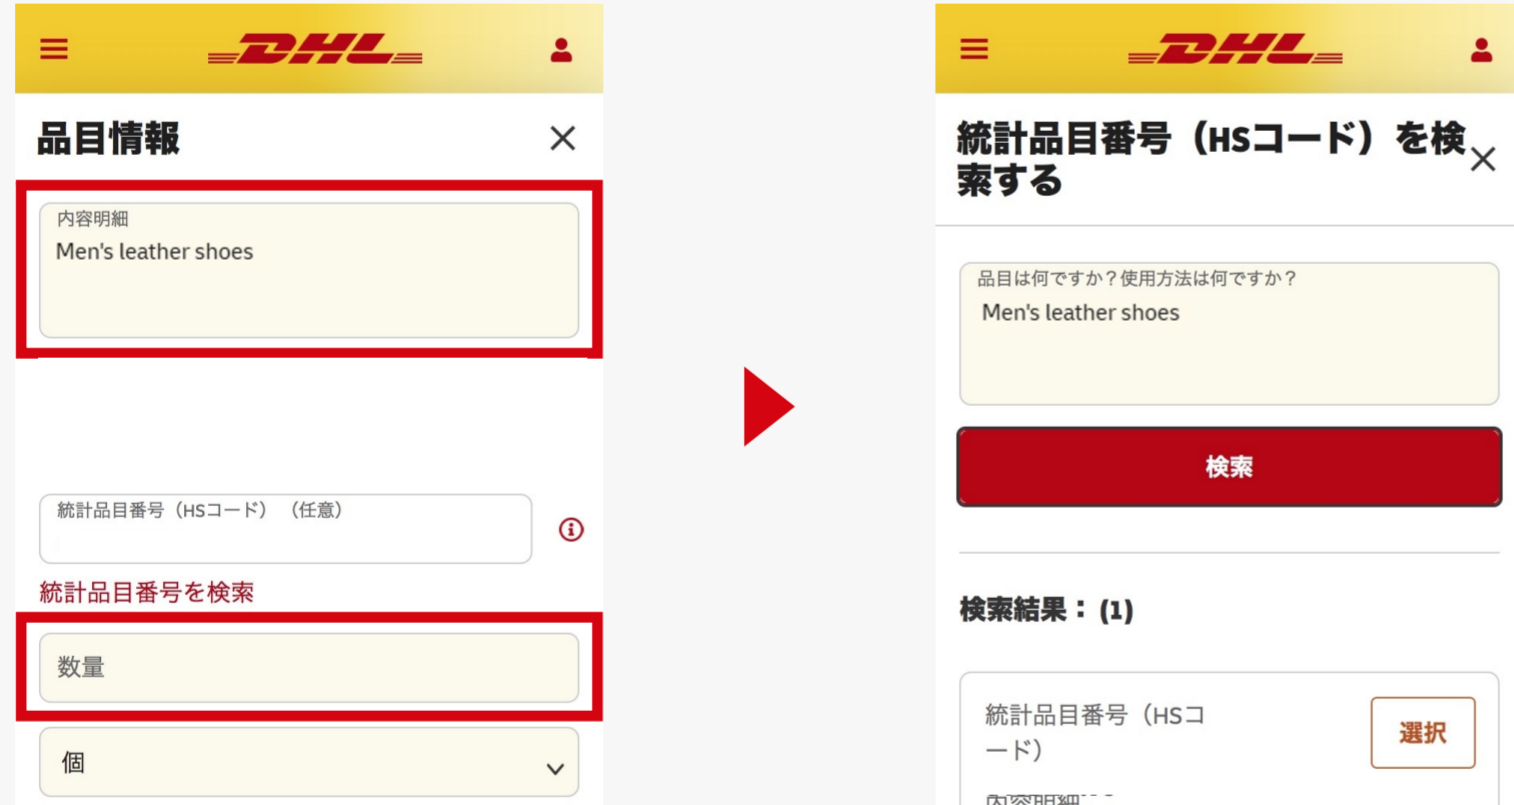 DHL
品目情報
内容明細
Men's leather shoes
統計品目番号（HSコード）（任意）
統計品目番号を検索
数量
個
DHL
統計品目番号（HSコード）を検
索する
品目は何ですか？使用方法は何ですか？
Men's leather shoes
検索
検索結果：(1)
統計品目番号（HSコ
ード）
選択
内容明細